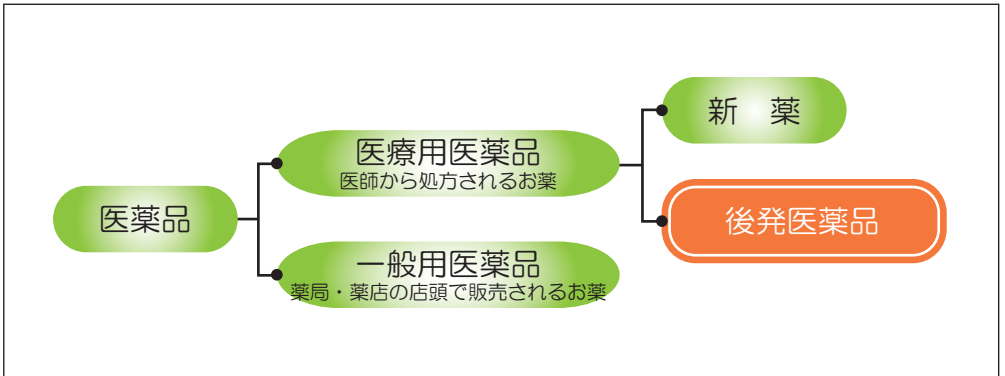 医薬品
医療用医薬品
医師から処方されるお薬
一般用医薬品
薬局・薬店の店頭で販売されるお薬
新　薬
後発医薬品